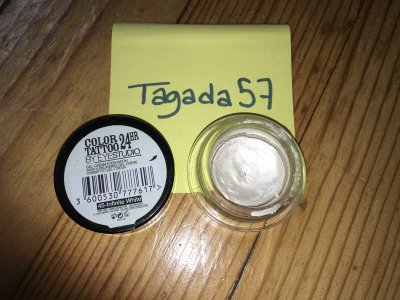 Tagada57
COLOR 24HR
TATTOO
BY EYESTUDIO
3 600530 777617
45-Infinite White